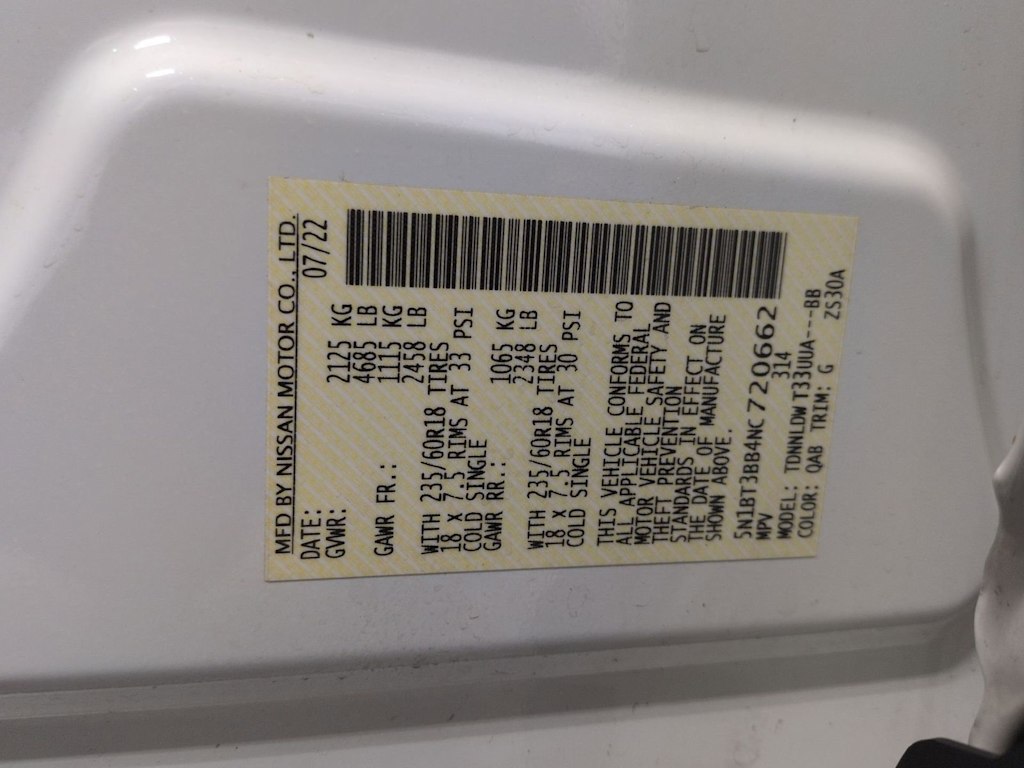 MFD BY NISSAN MOTOR CO., LTD.
DATE: 07/22
GVWR: 2125 KG
4685 LB
GAWR FR.: 1115 KG
2458 LB
WITH 235/60R18 TIRES
18 x 7.5 RIMS AT 33 PSI
COLD SINGLE
GAWR RR.: 1065 KG
2348 LB
WITH 235/60R18 TIRES
18 x 7.5 RIMS AT 30 PSI
COLD SINGLE
THIS VEHICLE CONFORMS TO
ALL APPLICABLE FEDERAL
MOTOR VEHICLE SAFETY AND
THEFT PREVENTION
STANDARDS IN EFFECT ON
THE DATE OF MANUFACTURE
SHOWN ABOVE.
5N1BT3BB4NC720662
MPV 314
MODEL: TDNNLDWT33UUA---BB
COLOR: QAB TRIM: G ZS30A